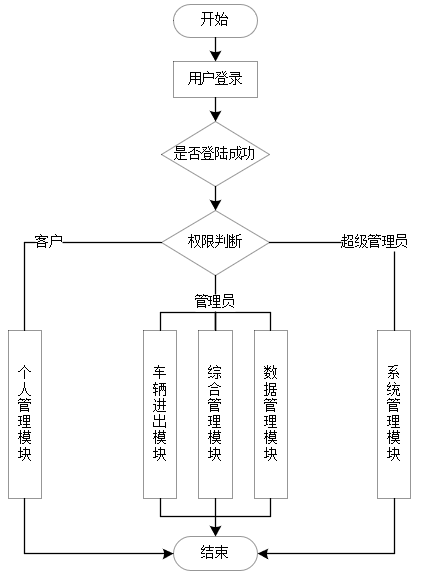 开始
用户登录
是否登陆成功
权限判断
客户
超级管理员
管理员
个人管理模块
车辆进出模块
综合管理模块
数据管理模块
系统管理模块
结束